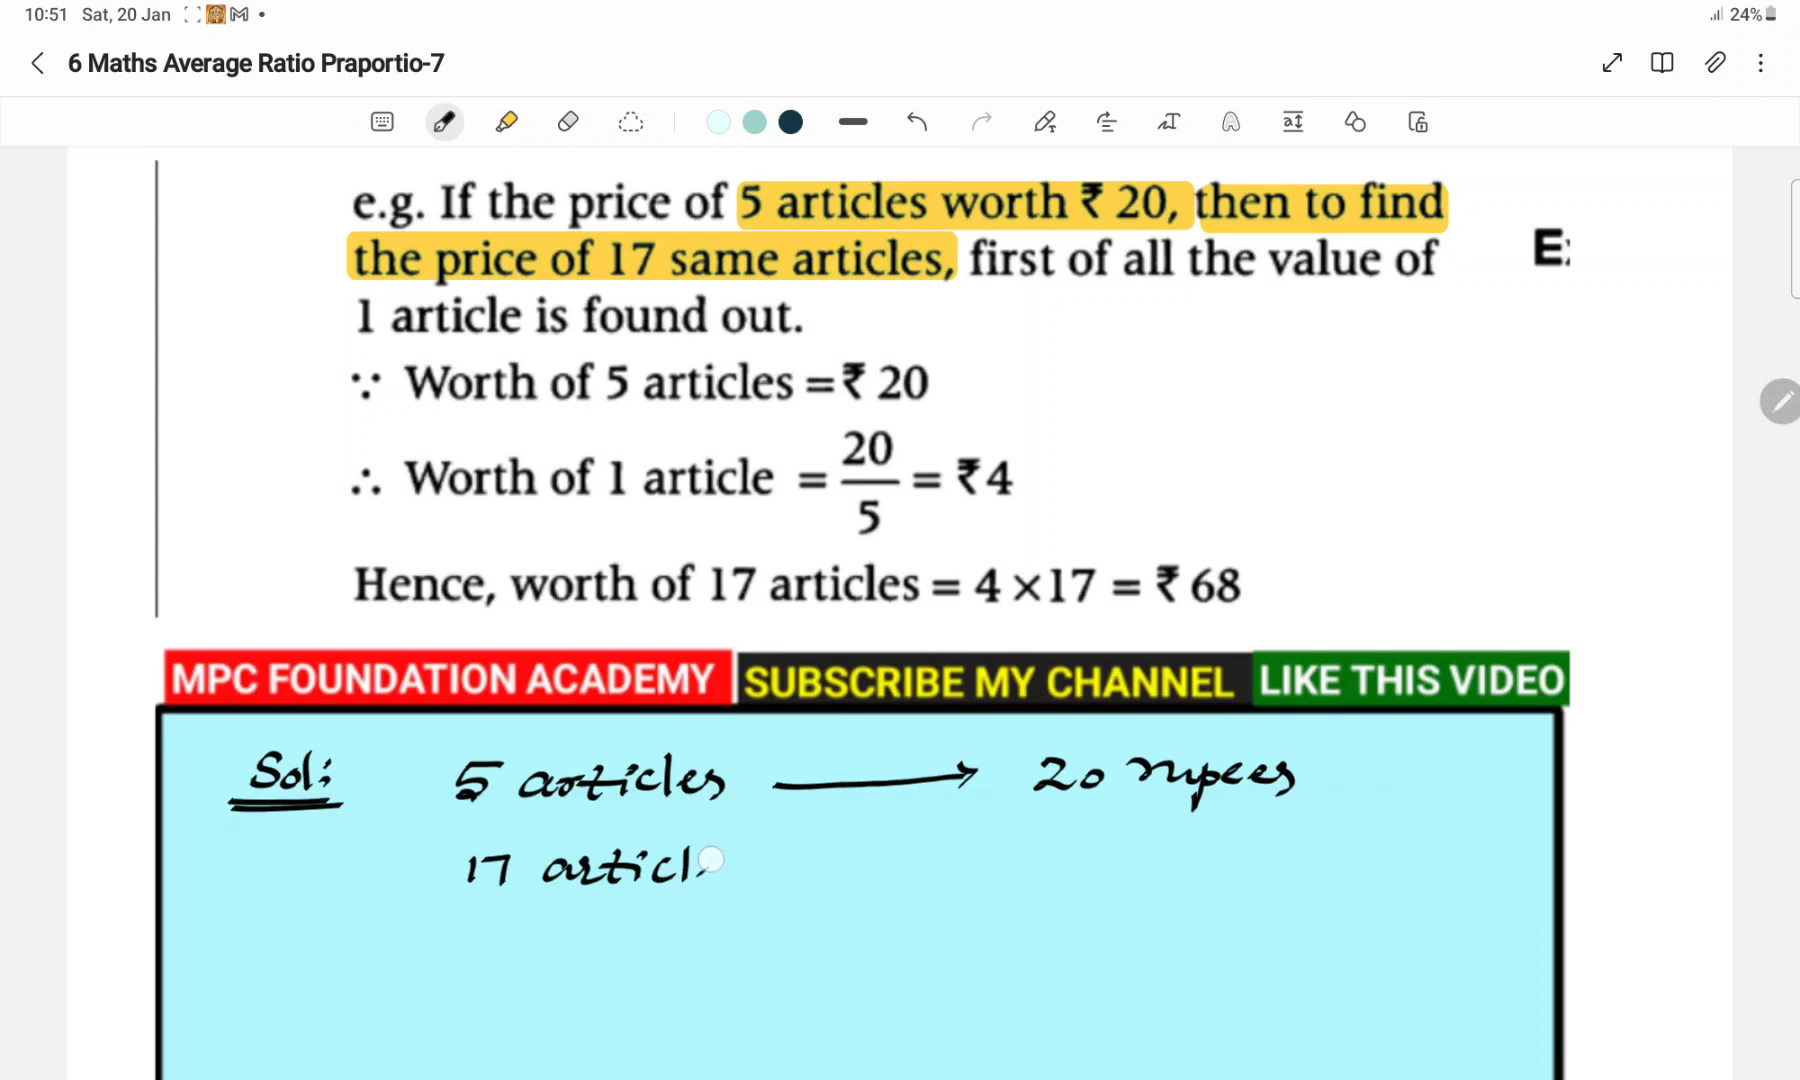 10:51 Sat, 20 Jan 24%
6 Maths Average Ratio Praportio-7
e.g. If the price of 5 articles worth ₹ 20, then to find
the price of 17 same articles, first of all the value of
1 article is found out.
∵ Worth of 5 articles = ₹ 20
∴ Worth of 1 article = 20/5 = ₹ 4
Hence, worth of 17 articles = 4 × 17 = ₹ 68
MPC FOUNDATION ACADEMY SUBSCRIBE MY CHANNEL LIKE THIS VIDEO
Sol: 5 articles → 20 rupees
17 articl